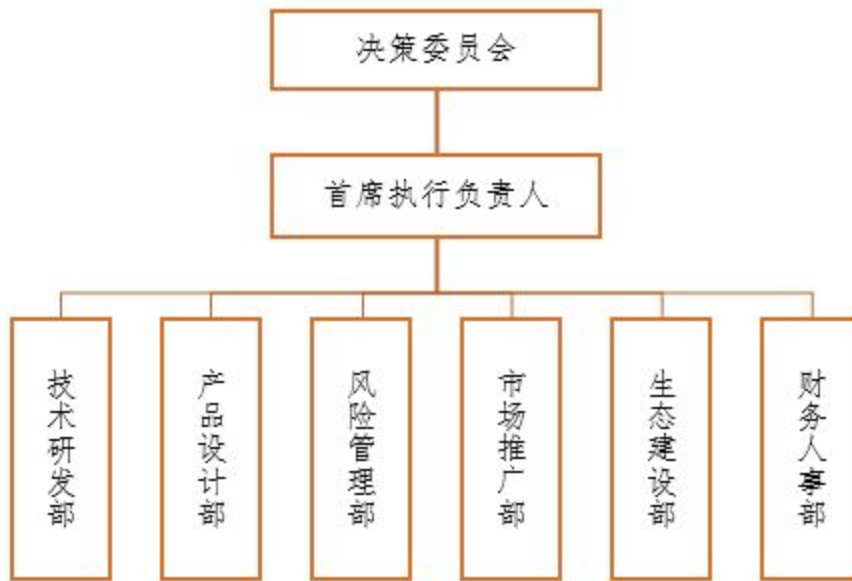 决策委员会
首席执行负责人
技术研发部
产品设计部
风险管理部
市场推广部
生态建设部
财务人事部